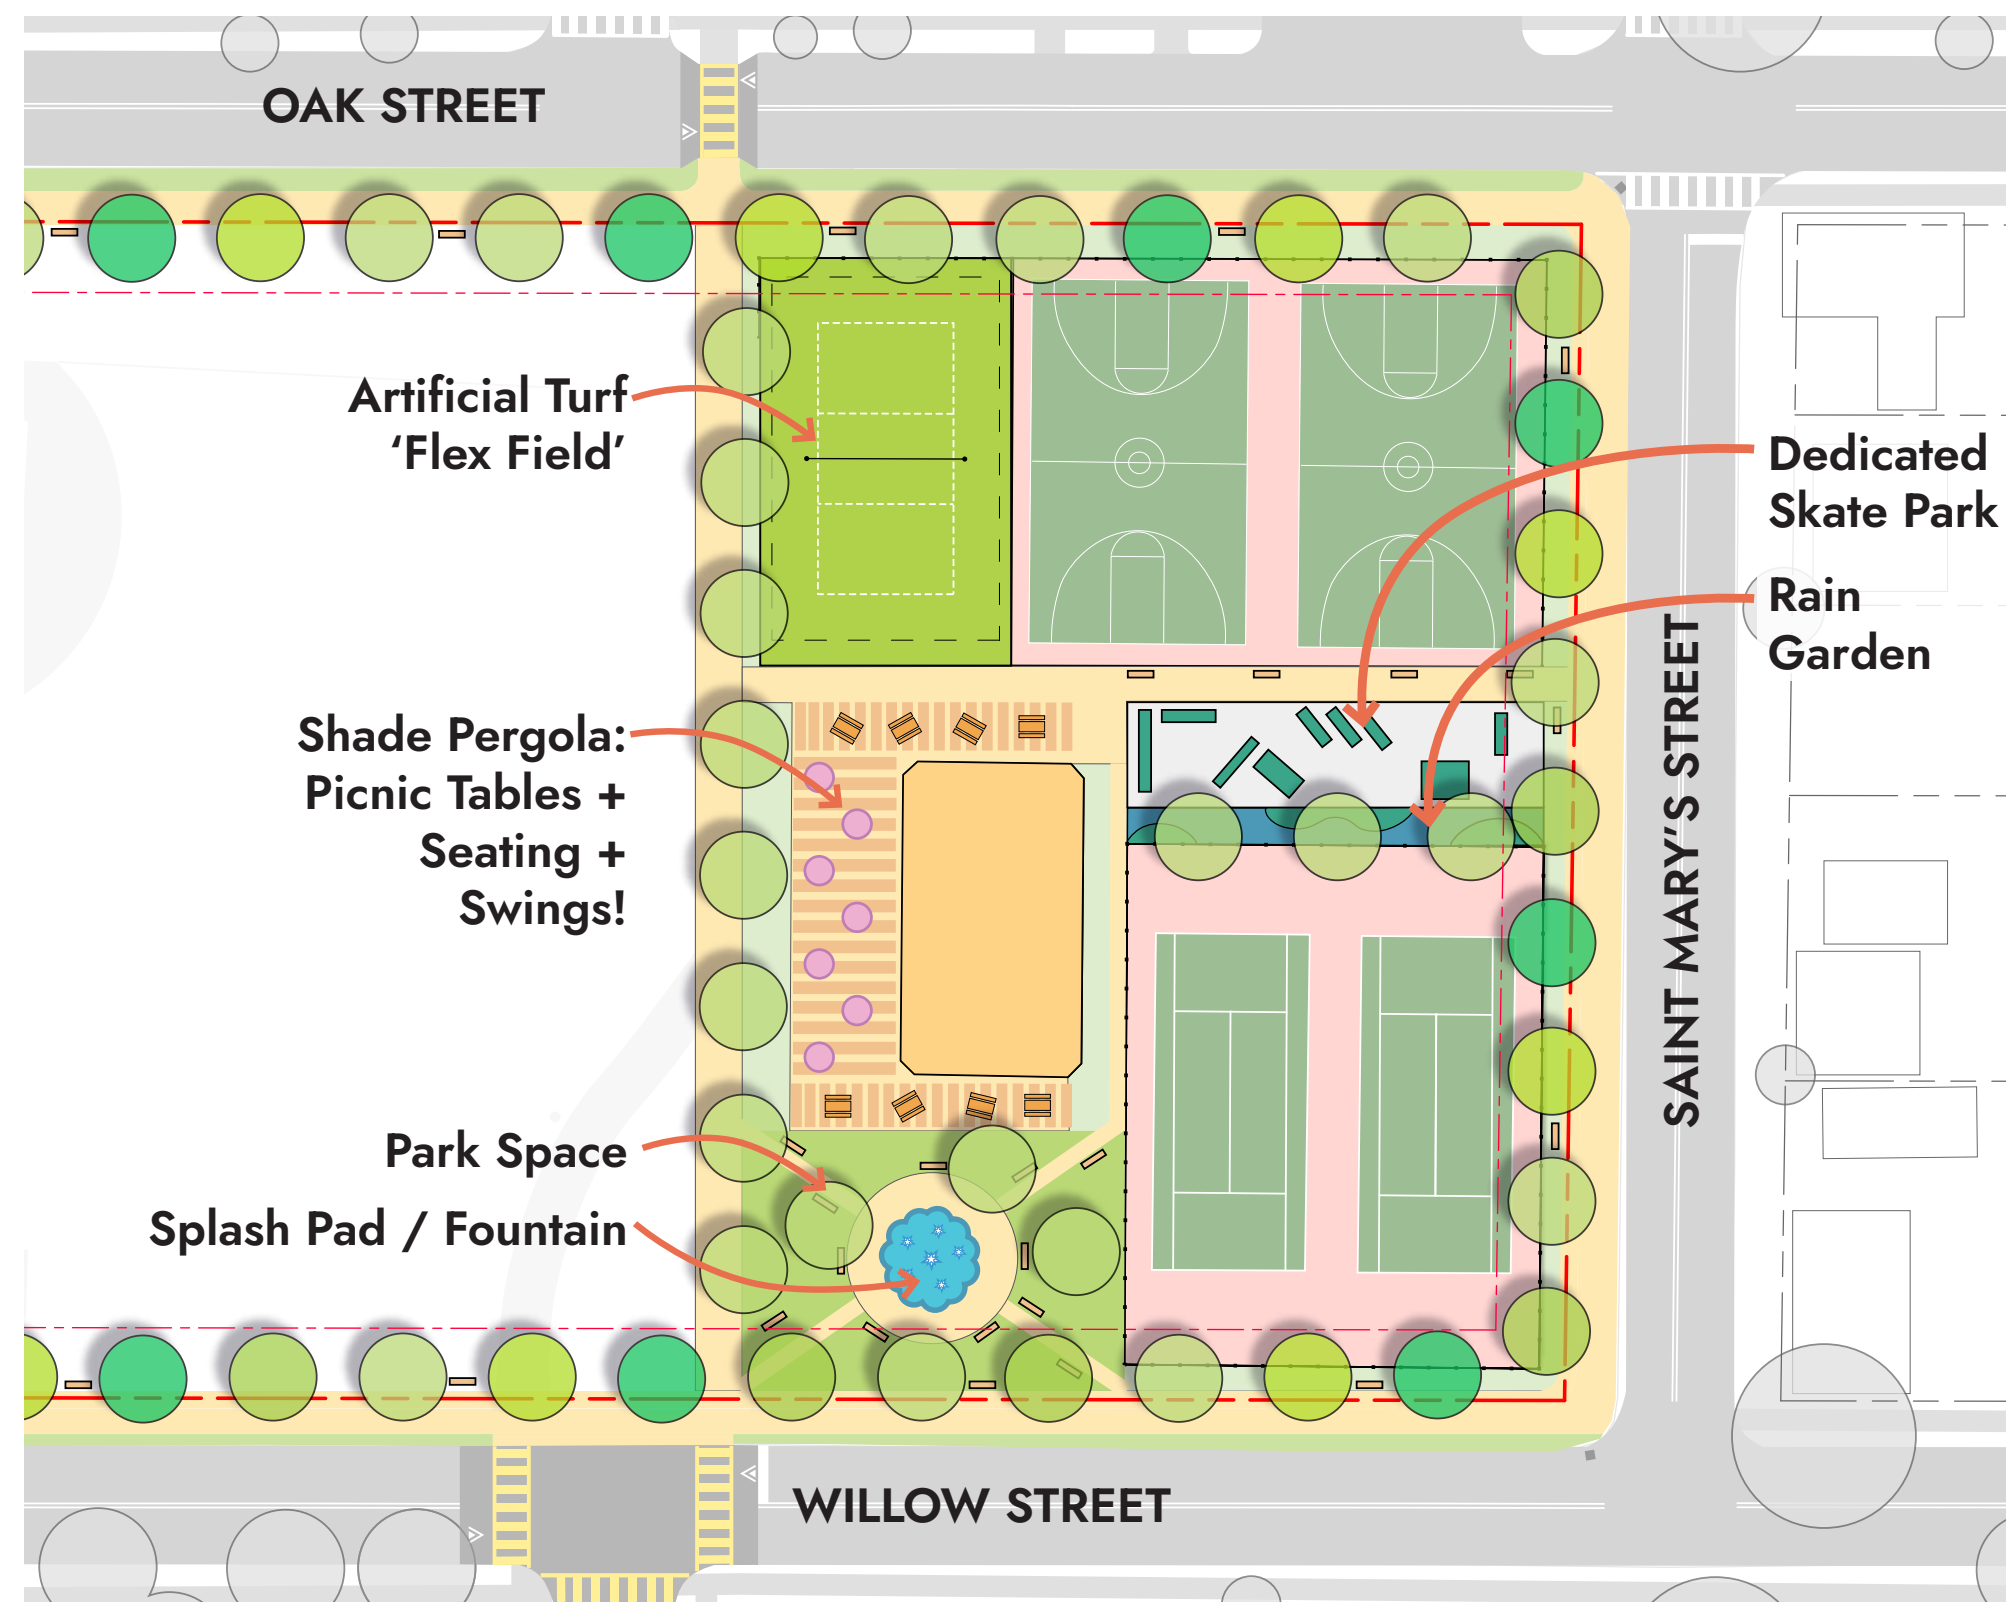 OAK STREET
Artificial Turf
‘Flex Field’
Dedicated
Skate Park
Rain
Garden
SAINT MARY’S STREET
Shade Pergola:
Picnic Tables +
Seating +
Swings!
Park Space
Splash Pad / Fountain
WILLOW STREET